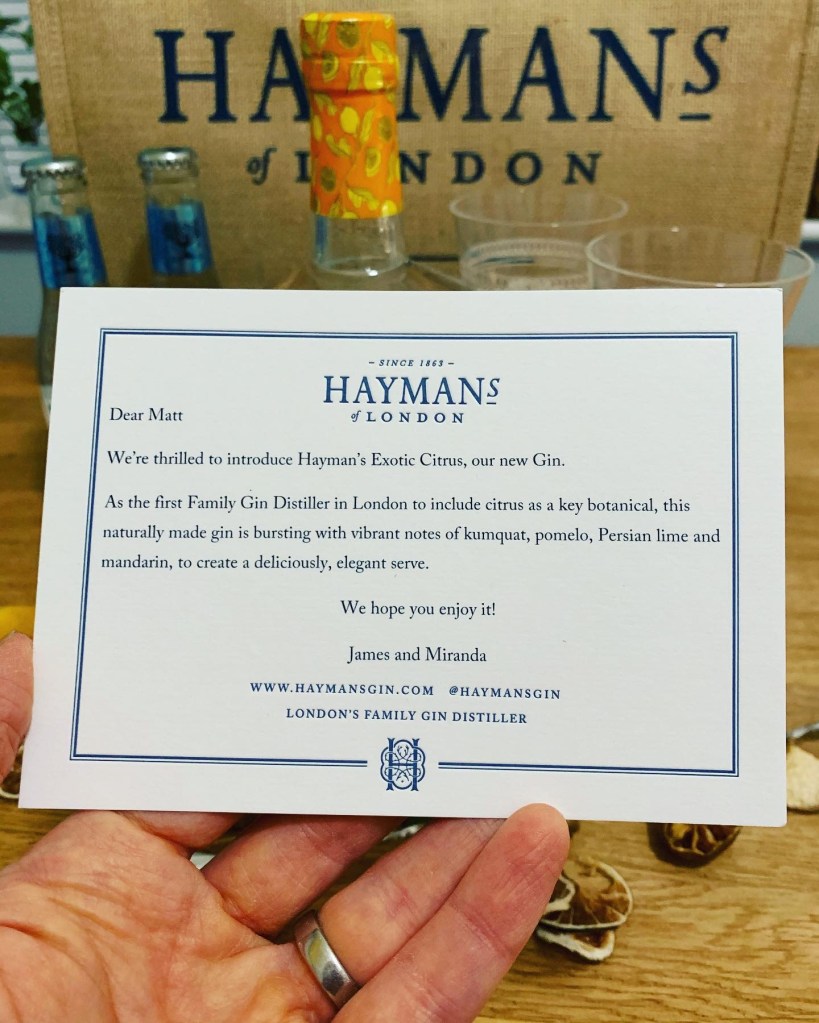 HAYMANS
of LONDON
– SINCE 1863 –
HAYMANS
of LONDON
Dear Matt
We're thrilled to introduce Hayman's Exotic Citrus, our new Gin.
As the first Family Gin Distiller in London to include citrus as a key botanical, this
naturally made gin is bursting with vibrant notes of kumquat, pomelo, Persian lime and
mandarin, to create a deliciously, elegant serve.
We hope you enjoy it!
James and Miranda
WWW.HAYMANSGIN.COM @HAYMANSGIN
LONDON'S FAMILY GIN DISTILLER
H